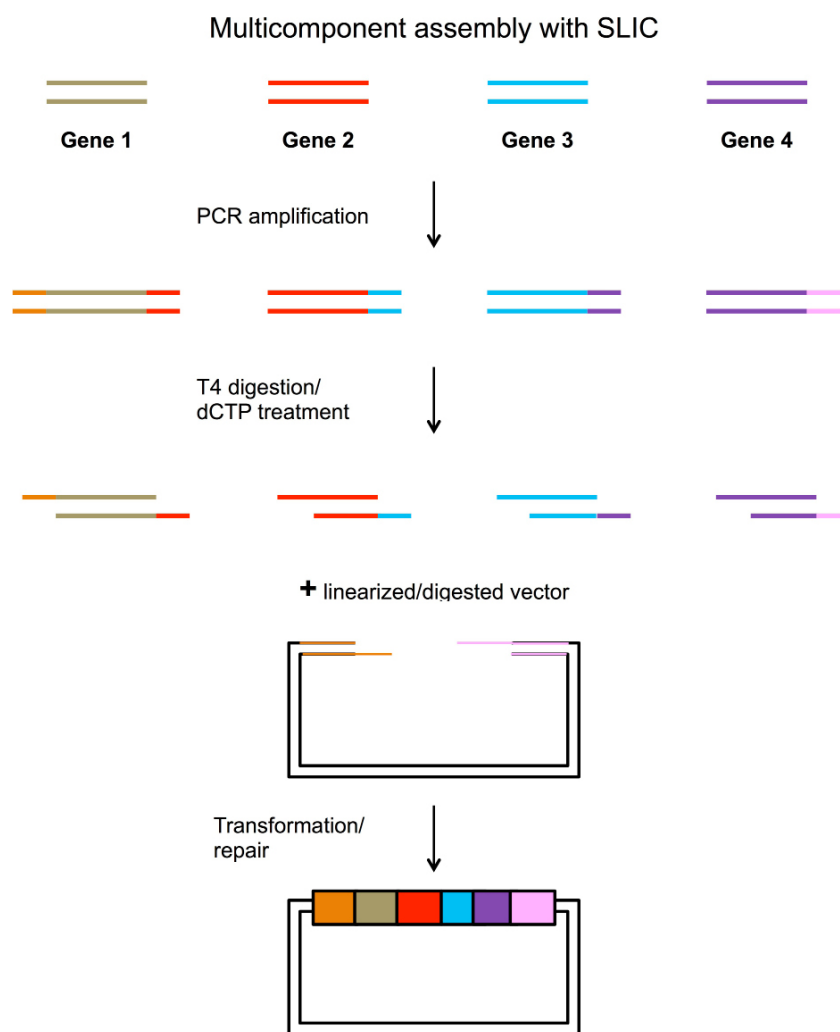 Multicomponent assembly with SLIC
Gene 1 Gene 2 Gene 3 Gene 4
PCR amplification
T4 digestion/
dCTP treatment
+ linearized/digested vector
Transformation/
repair